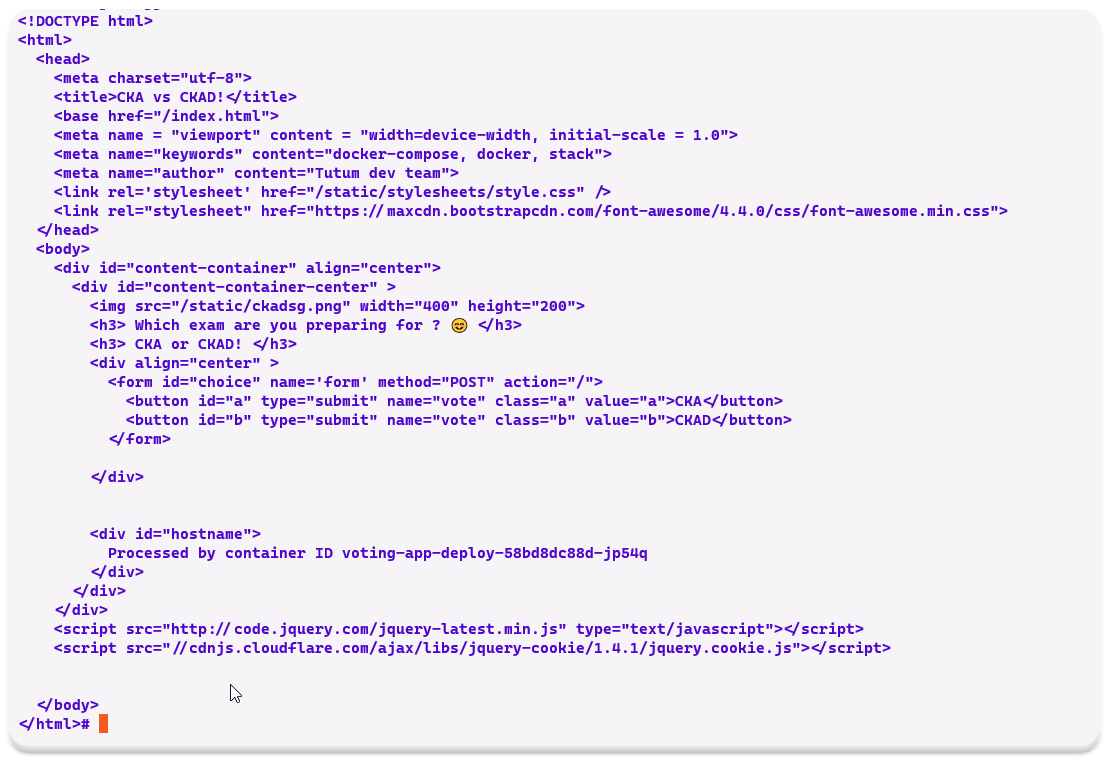 <!DOCTYPE html>
<html>
  <head>
    <meta charset="utf-8">
    <title>CKA vs CKAD!</title>
    <base href="/index.html">
    <meta name = "viewport" content = "width=device-width, initial-scale = 1.0">
    <meta name="keywords" content="docker-compose, docker, stack">
    <meta name="author" content="Tutum dev team">
    <link rel='stylesheet' href="/static/stylesheets/style.css" />
    <link rel="stylesheet" href="https://maxcdn.bootstrapcdn.com/font-awesome/4.4.0/css/font-awesome.min.css">
  </head>
  <body>
    <div id="content-container" align="center">
      <div id="content-container-center" >
        <img src="/static/ckadsg.png" width="400" height="200">
        <h3> Which exam are you preparing for ? 😊 </h3>
        <h3> CKA or CKAD! </h3>
        <div align="center" >
          <form id="choice" name='form' method="POST" action="/">
            <button id="a" type="submit" name="vote" class="a" value="a">CKA</button>
            <button id="b" type="submit" name="vote" class="b" value="b">CKAD</button>
          </form>
        </div>
        <div id="hostname">
          Processed by container ID voting-app-deploy-58bd8dc88d-jp54q
        </div>
      </div>
    </div>
    <script src="http://code.jquery.com/jquery-latest.min.js" type="text/javascript"></script>
    <script src="//cdnjs.cloudflare.com/ajax/libs/jquery-cookie/1.4.1/jquery.cookie.js"></script>
  </body>
</html>#